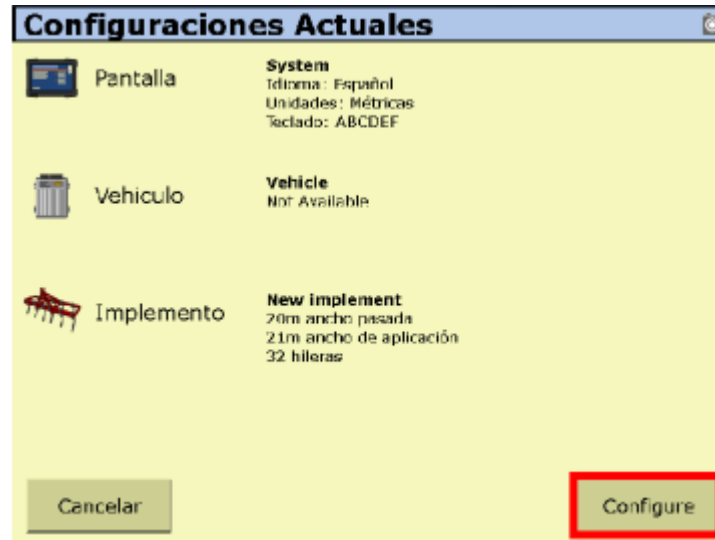 Configuraciones Actuales
Pantalla
System
Idioma: Español
Unidades: Métricas
Teclado: ABCDEF
Vehiculo
Vehicle
Not Available
Implemento
New implement
20m ancho pasada
21m ancho de aplicación
32 hileras
Cancelar
Configure